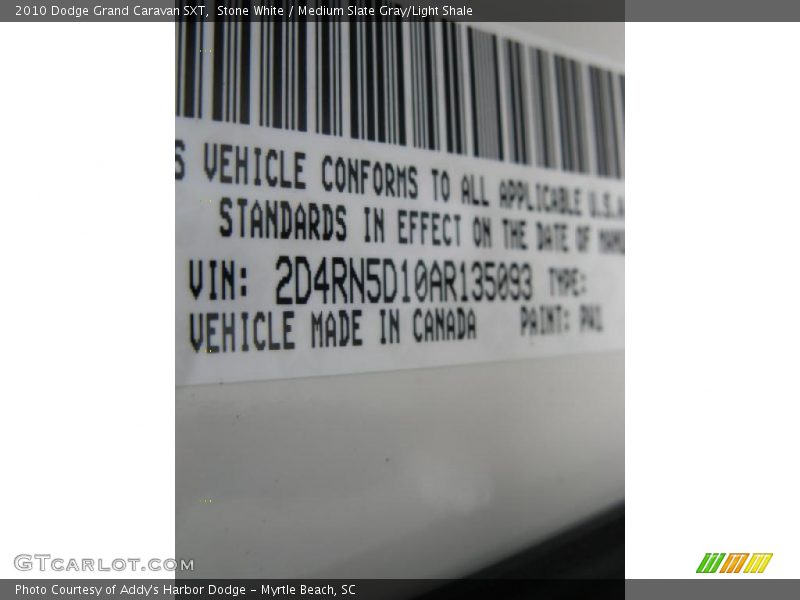 2010 Dodge Grand Caravan SXT,  Stone White / Medium Slate Gray/Light Shale
S VEHICLE CONFORMS TO ALL APPLICABLE U.S.A
STANDARDS IN EFFECT ON THE DATE OF MANU
VIN: 2D4RN5D10AR135093 TYPE:
VEHICLE MADE IN CANADA PAINT: PW1
GTCARLOT.COM
Photo Courtesy of Addy's Harbor Dodge - Myrtle Beach, SC